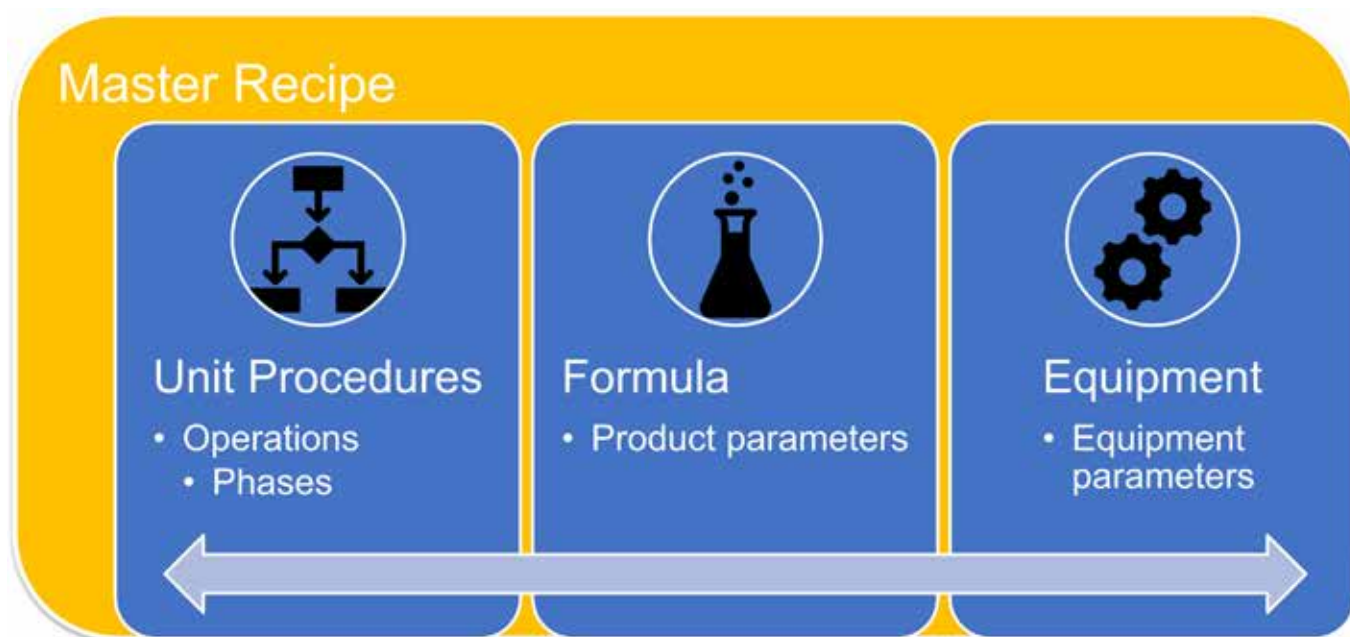 Master Recipe
Unit Procedures
• Operations
• Phases
Formula
• Product parameters
Equipment
• Equipment
parameters